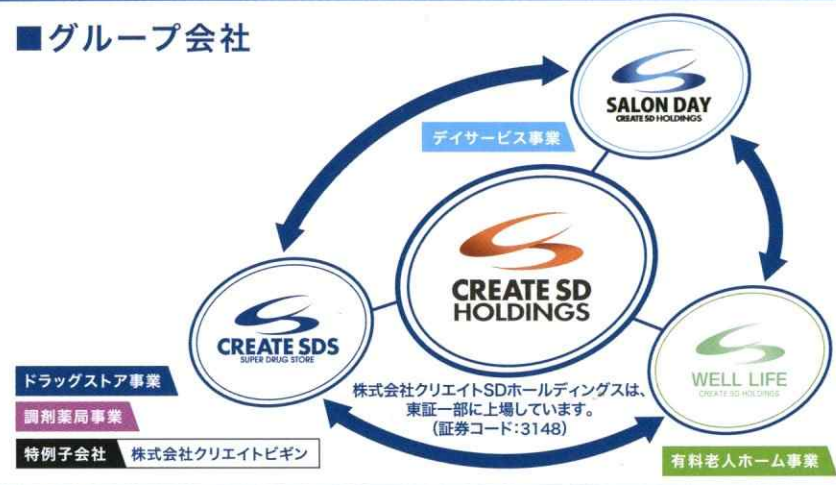 ■グループ会社
SALON DAY
CREATE SD HOLDINGS
デイサービス事業
CREATE SD
HOLDINGS
CREATE SDS
SUPER DRUG STORE
WELL LIFE
CREATE SD HOLDINGS
ドラッグストア事業
調剤薬局事業
特例子会社 株式会社クリエイトビギン
株式会社クリエイトSDホールディングスは、
東証一部に上場しています。
(証券コード:3148)
有料老人ホーム事業